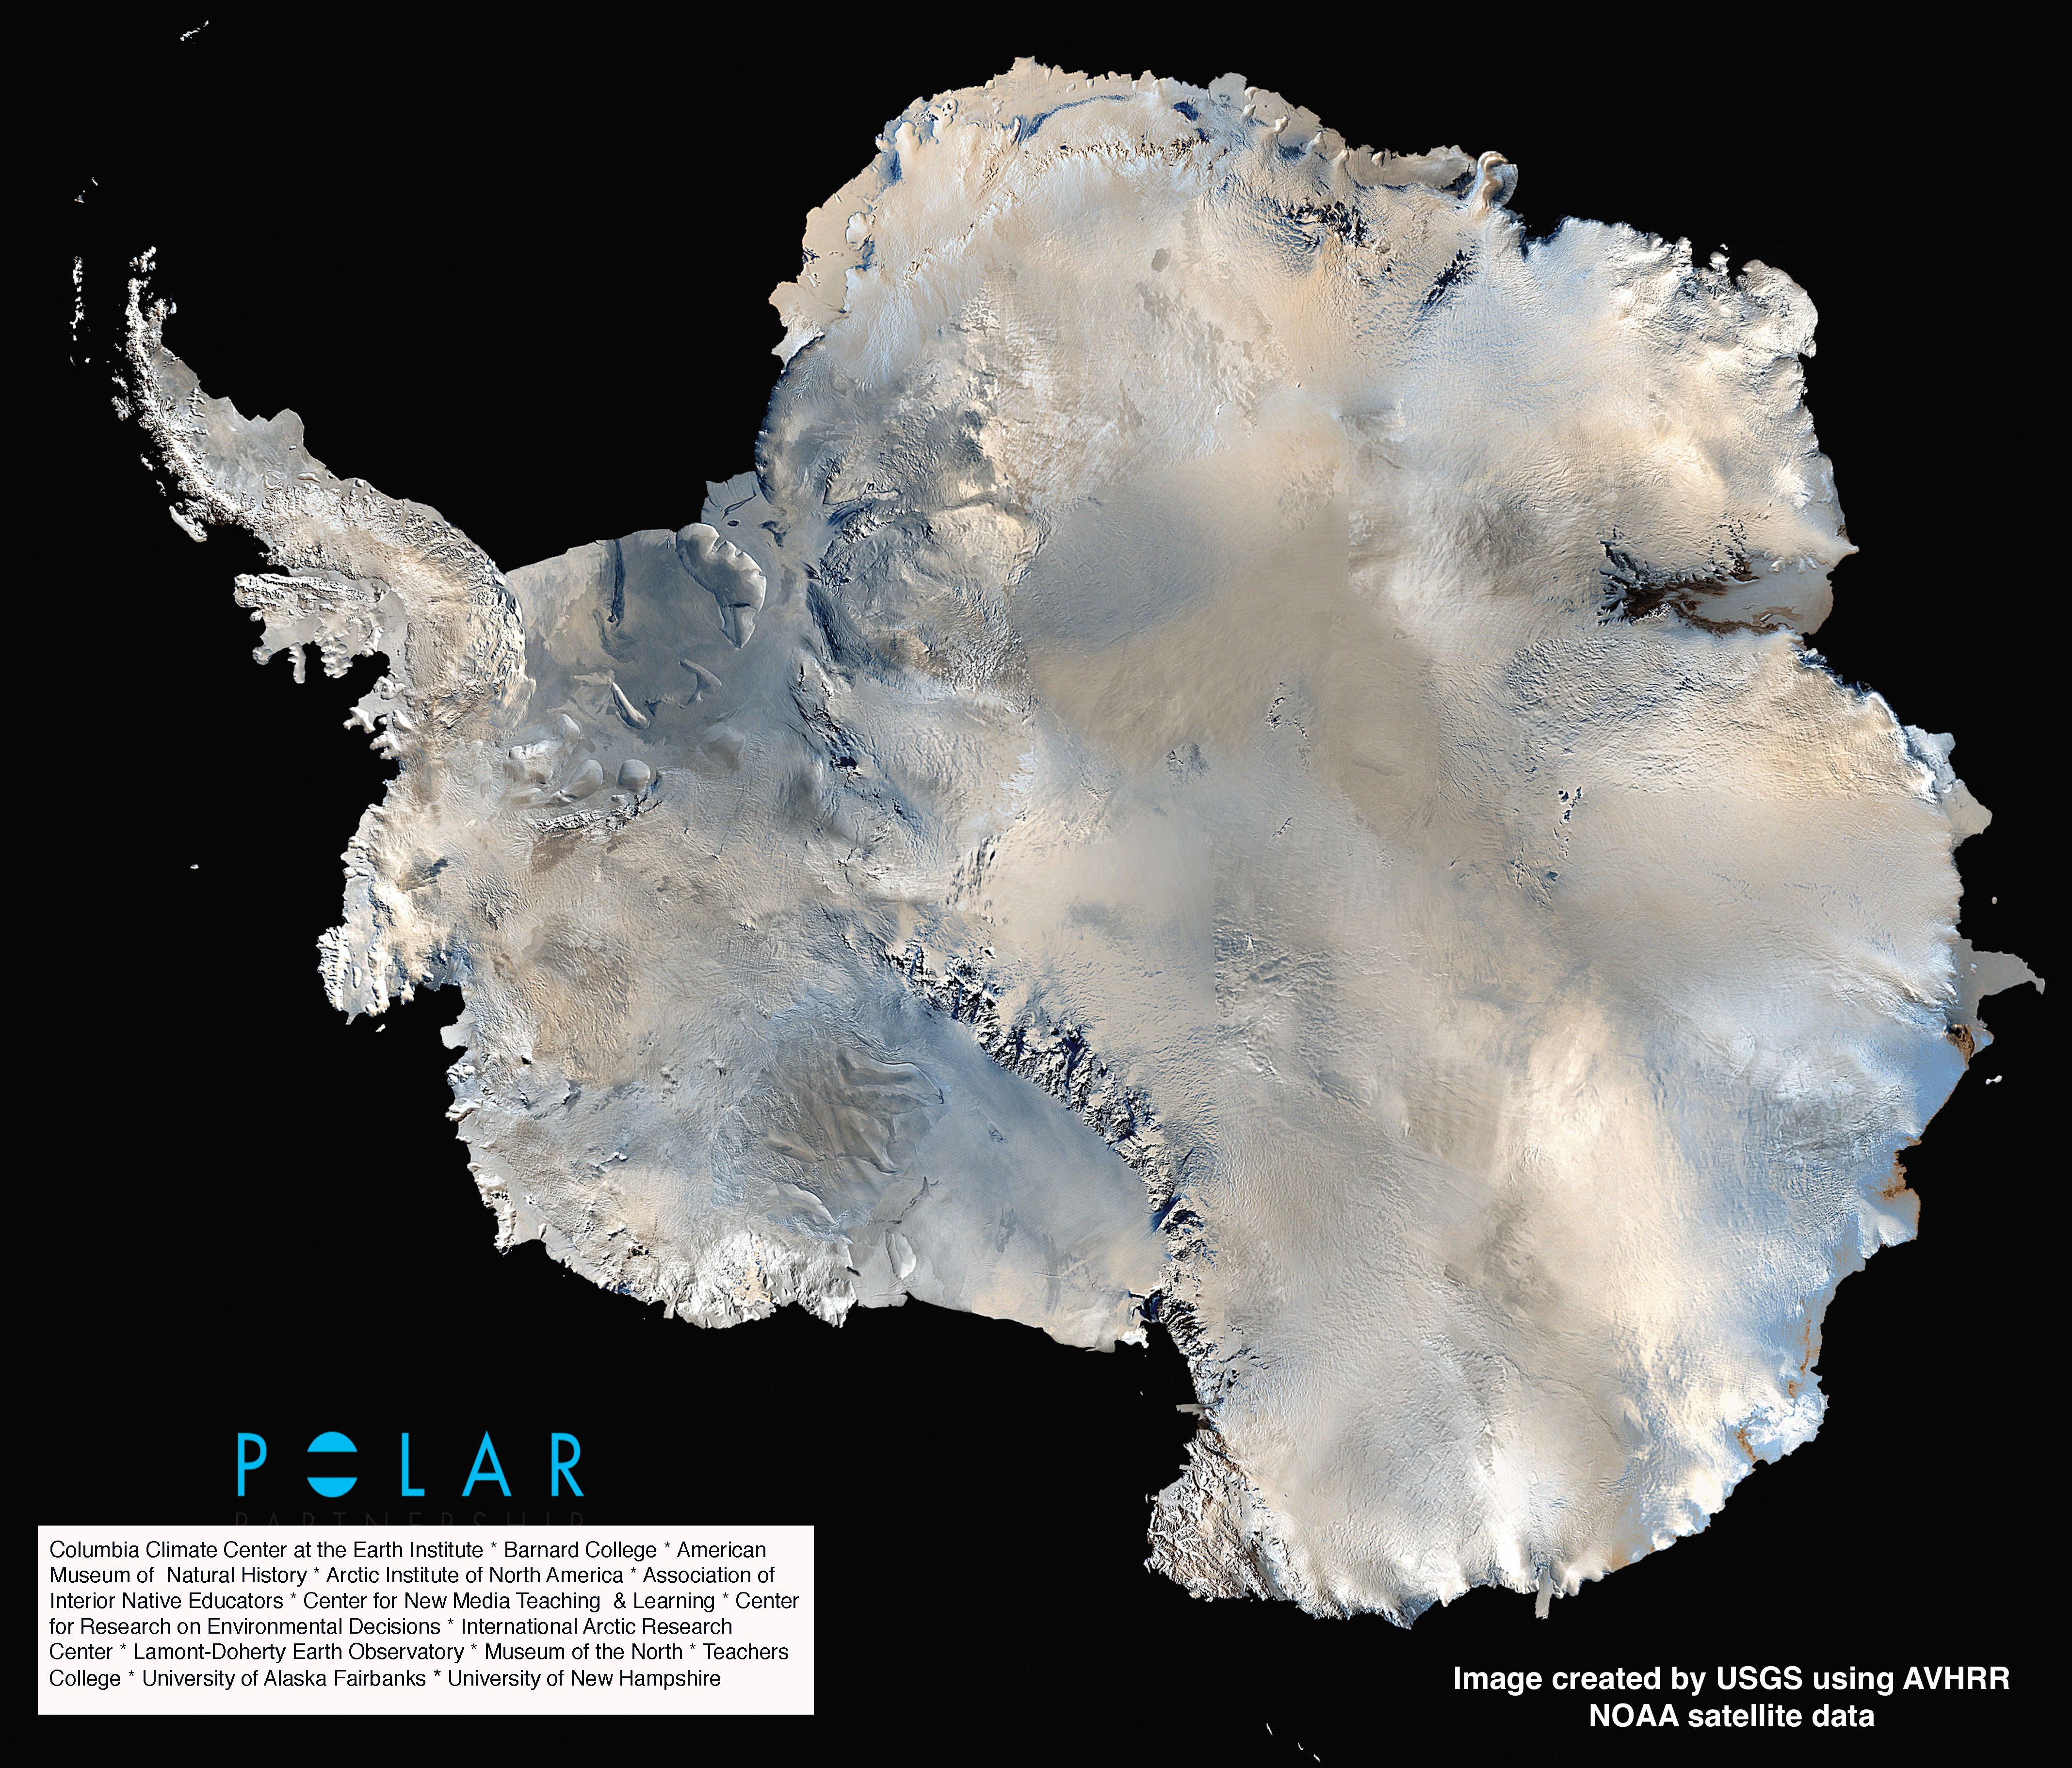 POLAR
PARTNERSHIP
Columbia Climate Center at the Earth Institute * Barnard College * American
Museum of Natural History * Arctic Institute of North America * Association of
Interior Native Educators * Center for New Media Teaching & Learning * Center
for Research on Environmental Decisions * International Arctic Research
Center * Lamont-Doherty Earth Observatory * Museum of the North * Teachers
College * University of Alaska Fairbanks * University of New Hampshire
Image created by USGS using AVHRR
NOAA satellite data